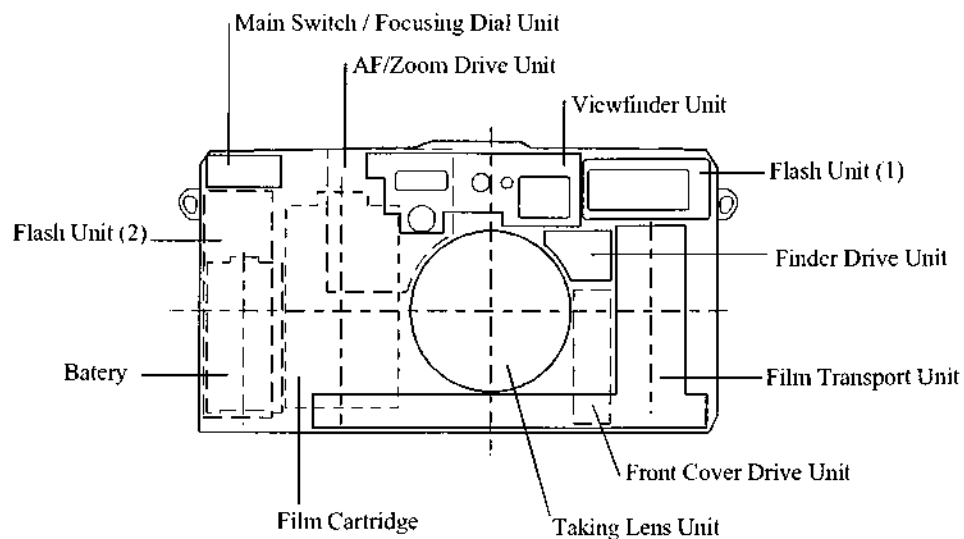 Main Switch / Focusing Dial Unit
AF/Zoom Drive Unit
Viewfinder Unit
Flash Unit (1)
Flash Unit (2)
Finder Drive Unit
Batery
Film Transport Unit
Front Cover Drive Unit
Film Cartridge
Taking Lens Unit